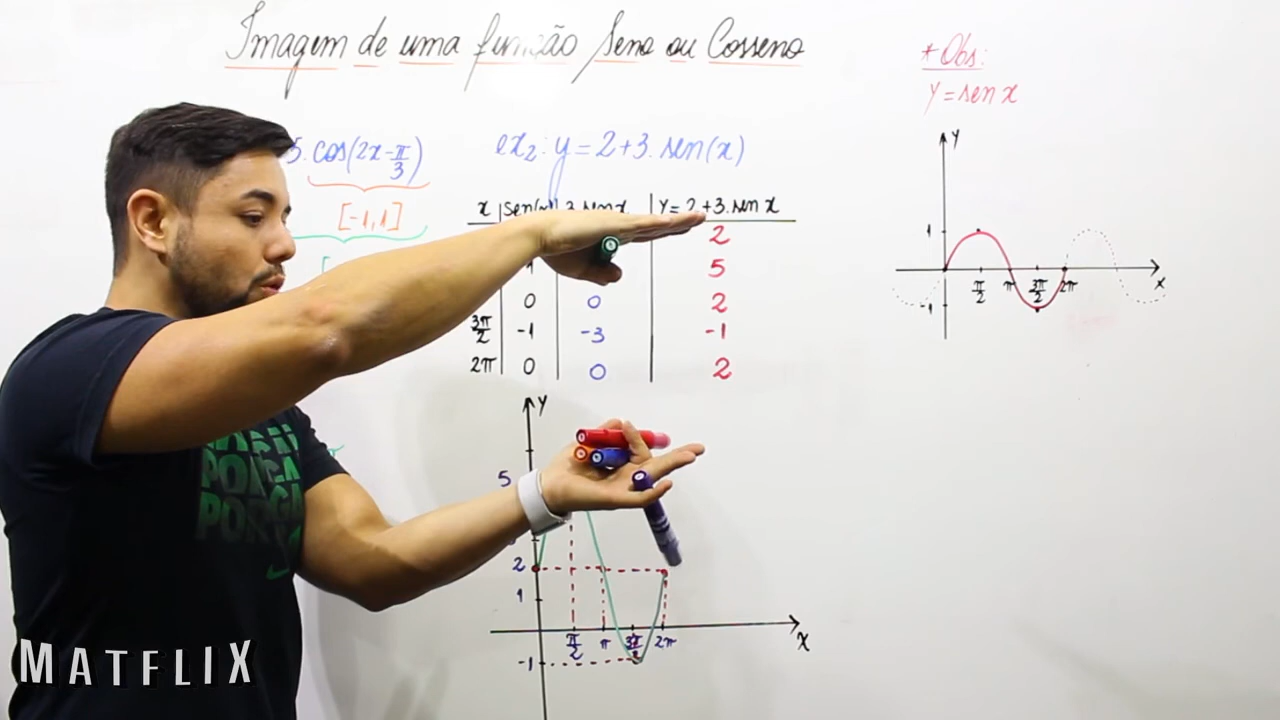 Imagem de uma função Seno ou Cosseno
* Obs:
y = sen x
5. cos(2x - π/3)
[-1,1]
ex2: y = 2+3. sen(x)
x sen(x) 3.sen x y = 2+3.sen x
2
5
0 0 2
3π/2 -1 -3 -1
2π 0 0 2
y
1
-1
π/2 π 3π/2 2π x
y
5
2
1
-1
π/2 π 3π/2 2π x
PONGA
PORGA
MATFLIX